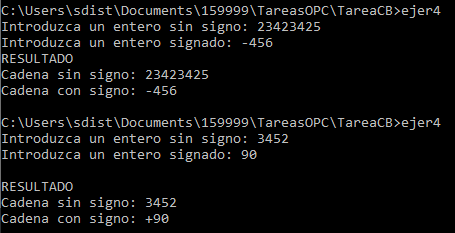 C:\Users\sdist\Documents\159999\TareasOPC\TareaCB>ejer4
Introduzca un entero sin signo: 23423425
Introduzca un entero signado: -456
RESULTADO
Cadena sin signo: 23423425
Cadena con signo: -456
C:\Users\sdist\Documents\159999\TareasOPC\TareaCB>ejer4
Introduzca un entero sin signo: 3452
Introduzca un entero signado: 90
RESULTADO
Cadena sin signo: 3452
Cadena con signo: +90